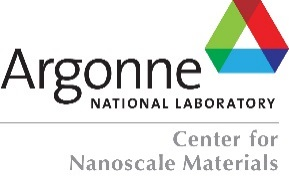 Argonne
NATIONAL LABORATORY
Center for
Nanoscale Materials